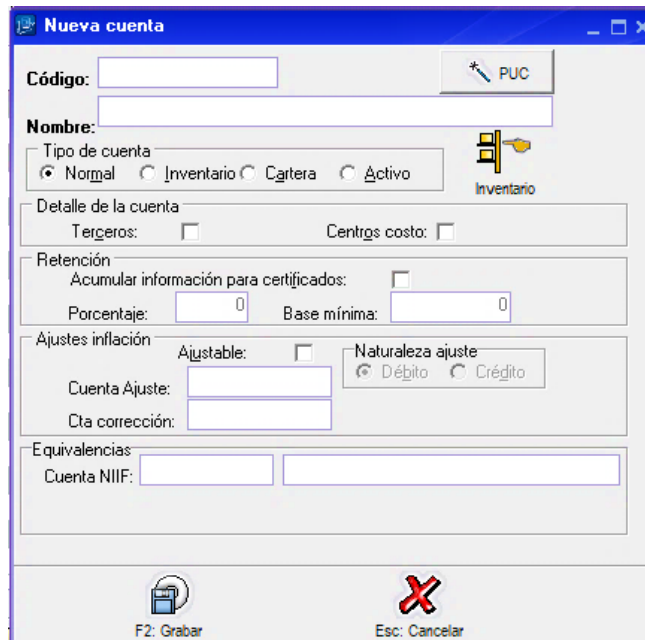 Nueva cuenta
Código:
PUC
Nombre:
Tipo de cuenta
Normal Inventario Cartera Activo
Inventario
Detalle de la cuenta
Terceros: Centros costo:
Retención
Acumular información para certificados:
Porcentaje: 0 Base mínima: 0
Ajustes inflación
Ajustable:
Naturaleza ajuste
Débito Crédito
Cuenta Ajuste:
Cta corrección:
Equivalencias
Cuenta NIIF:
F2: Grabar Esc: Cancelar